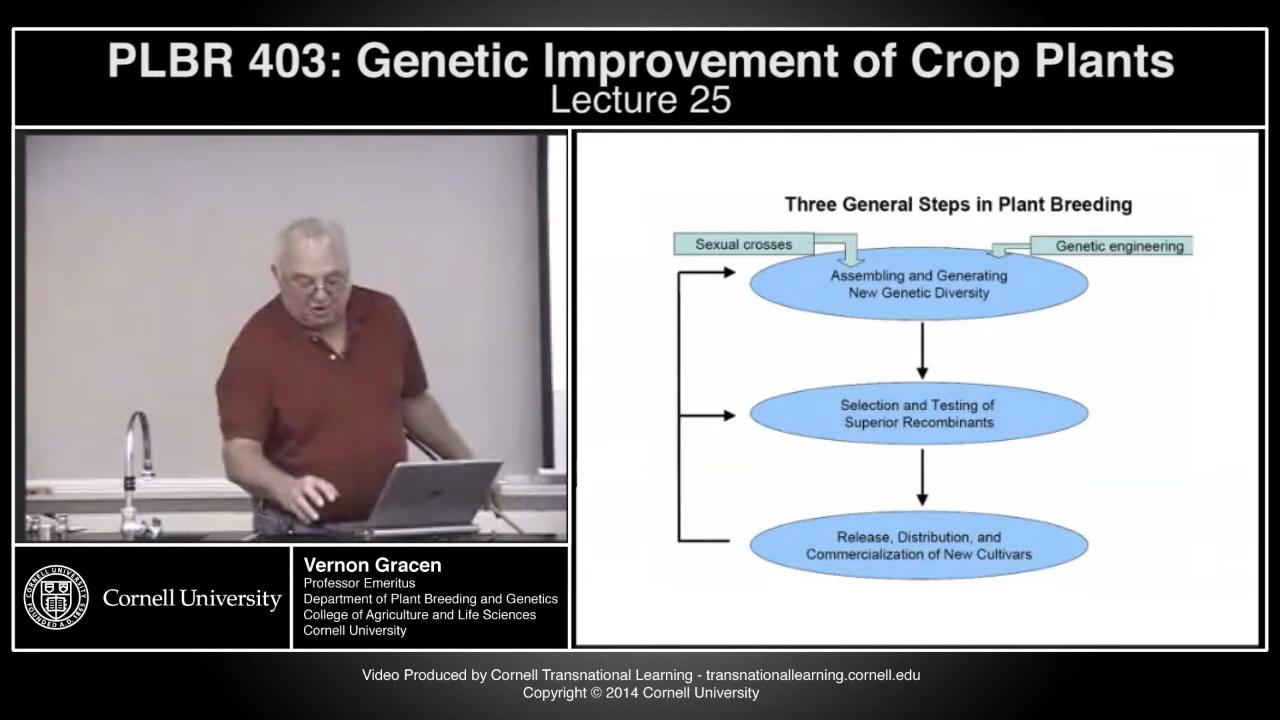 PLBR 403: Genetic Improvement of Crop Plants
Lecture 25
Three General Steps in Plant Breeding
Sexual crosses
Genetic engineering
Assembling and Generating
New Genetic Diversity
Selection and Testing of
Superior Recombinants
Release, Distribution, and
Commercialization of New Cultivars
Cornell University
Vernon Gracen
Professor Emeritus
Department of Plant Breeding and Genetics
College of Agriculture and Life Sciences
Cornell University
Video Produced by Cornell Transnational Learning - transnationallearning.cornell.edu
Copyright © 2014 Cornell University